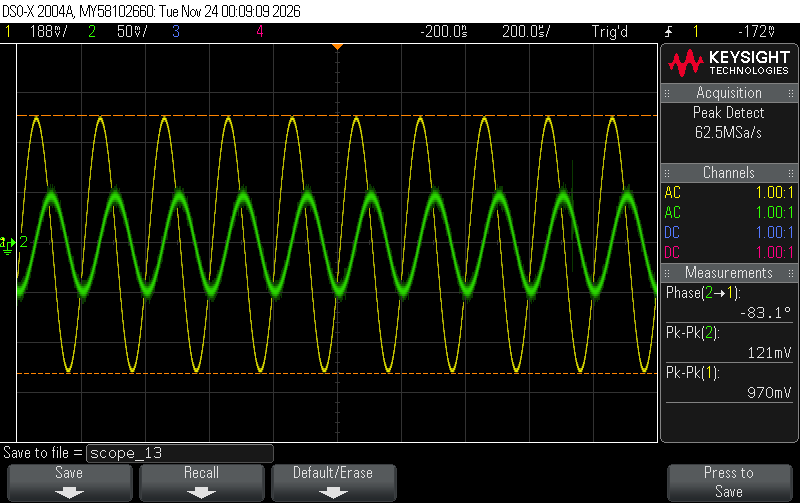 DSO-X 2004A, MY58102660: Tue Nov 24 00:09:09 2026
1 188mV/ 2 50mV/ 3 4 -200.0ms 200.0ms/ Trig'd 1 -172mV
KEYSIGHT
TECHNOLOGIES
Acquisition
Peak Detect
62.5MSa/s
Channels
AC 1.00:1
AC 1.00:1
DC 1.00:1
DC 1.00:1
Measurements
Phase(2→1):
-83.1°
Pk-Pk(2):
121mV
Pk-Pk(1):
970mV
2
Save to file = scope_13
Save
Recall
Default/Erase
Press to
Save